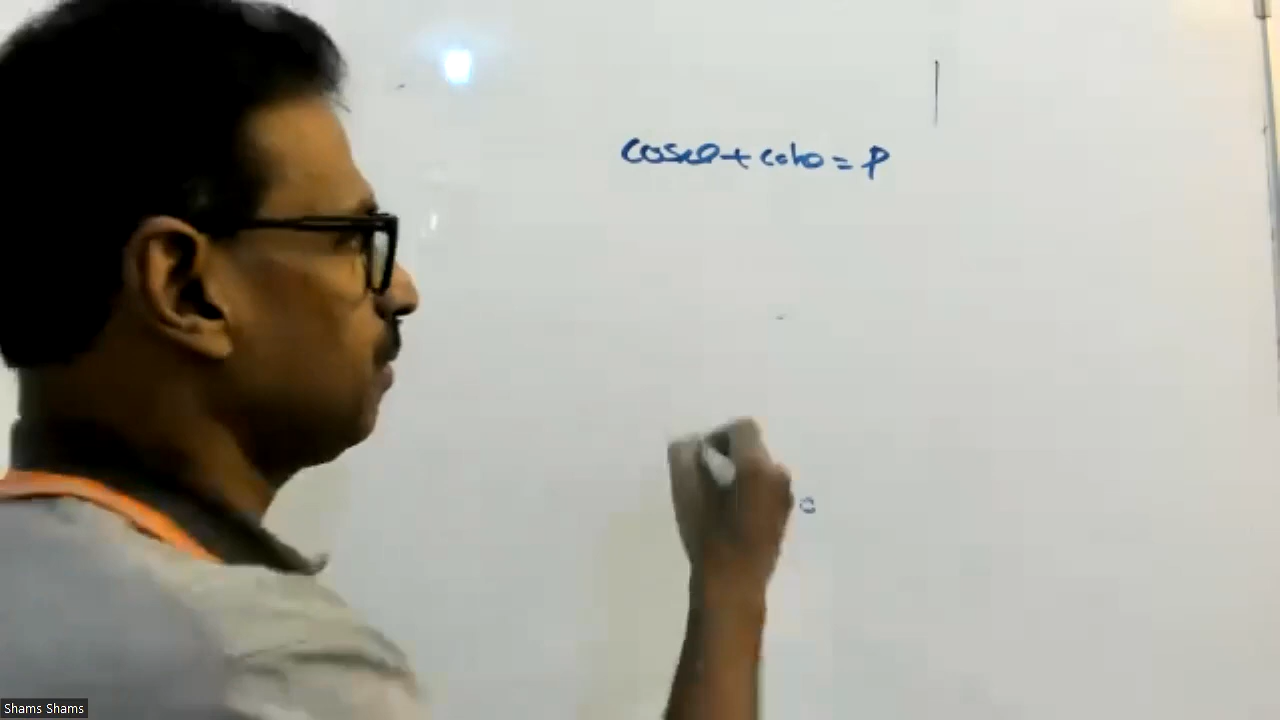 cosecθ + cotθ = P
Shams Shams